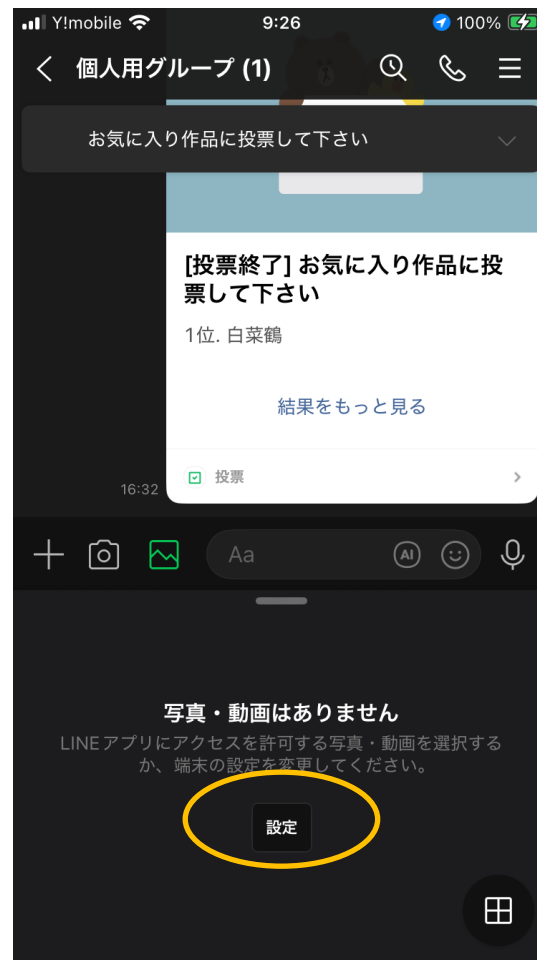 Y!mobile 9:26 100%
個人用グループ (1)
お気に入り作品に投票して下さい
[投票終了] お気に入り作品に投
票して下さい
1位. 白菜鶴
結果をもっと見る
投票
16:32
Aa AI
写真・動画はありません
LINEアプリにアクセスを許可する写真・動画を選択する
か、端末の設定を変更してください。
設定